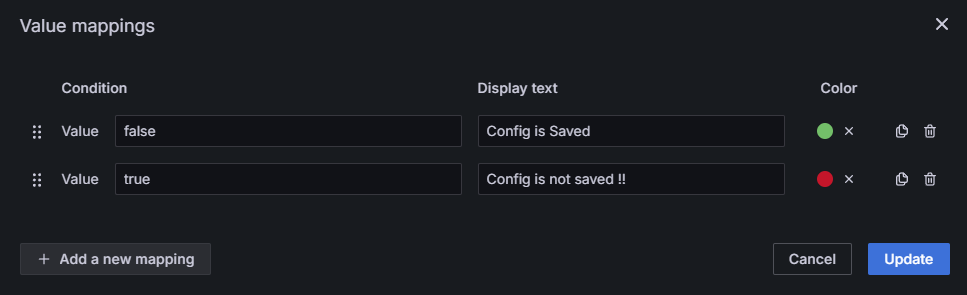 Value mappings
Condition Display text Color
Value false Config is Saved
Value true Config is not saved !!
+ Add a new mapping Cancel Update